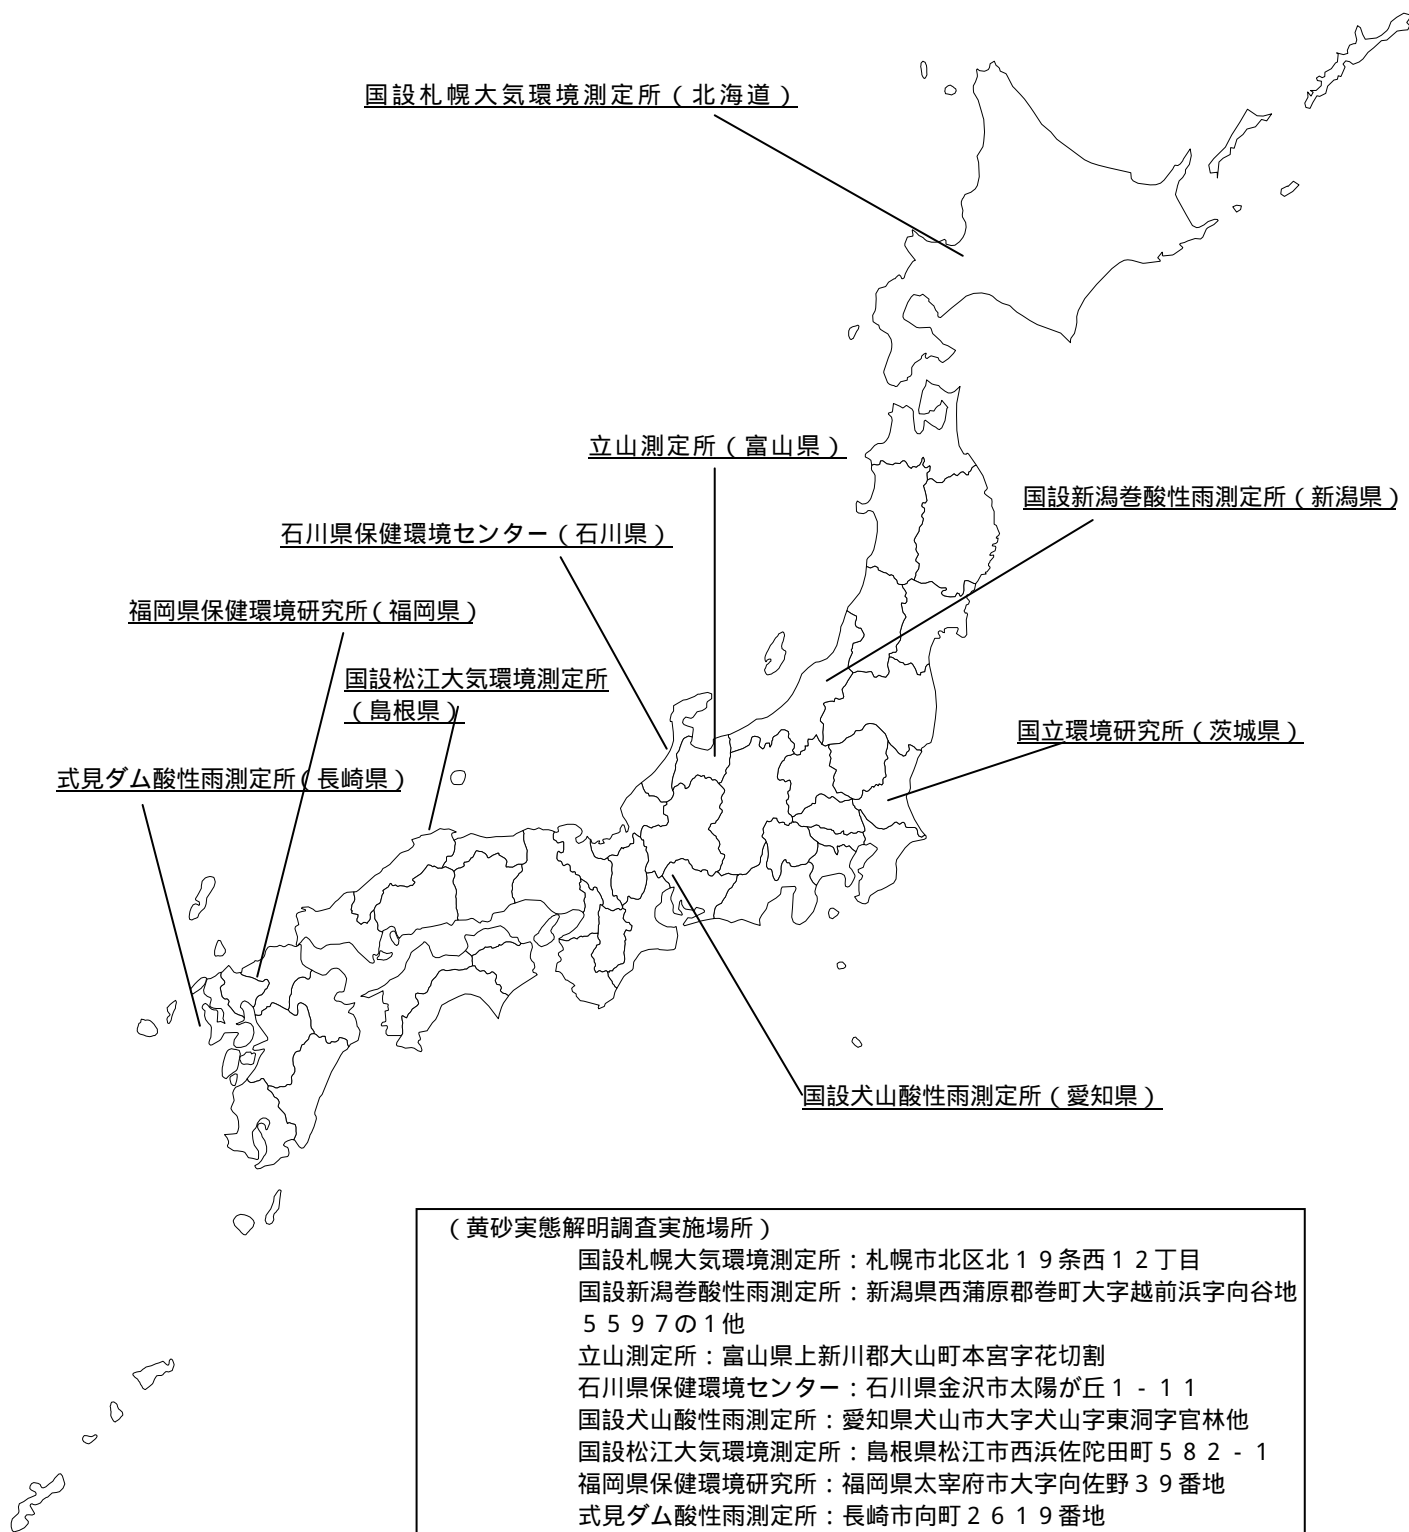 国設札幌大気環境測定所（北海道）
立山測定所（富山県）
国設新潟巻酸性雨測定所（新潟県）
石川県保健環境センター（石川県）
福岡県保健環境研究所（福岡県）
国設松江大気環境測定所
（島根県）
国立環境研究所（茨城県）
式見ダム酸性雨測定所（長崎県）
国設犬山酸性雨測定所（愛知県）
（黄砂実態解明調査実施場所）
国設札幌大気環境測定所：札幌市北区北１９条西１２丁目
国設新潟巻酸性雨測定所：新潟県西蒲原郡巻町大字越前浜字向谷地
５５９７の１他
立山測定所：富山県上新川郡大山町本宮字花切割
石川県保健環境センター：石川県金沢市太陽が丘１-１１
国設犬山酸性雨測定所：愛知県犬山市大字犬山字東洞字官林他
国設松江大気環境測定所：島根県松江市西浜佐陀田町５８２-１
福岡県保健環境研究所：福岡県太宰府市大字向佐野３９番地
式見ダム酸性雨測定所：長崎市向町２６１９番地